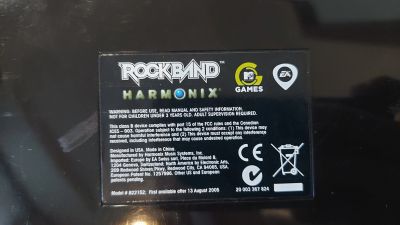 ROCKBAND™
HARMONIX®
G MTV GAMES
EA
WARNING: BEFORE USE, READ MANUAL AND SAFETY INFORMATION.
NOT FOR CHILDREN UNDER 3 YEARS OLD. ADULT SUPERVISION REQUIRED.
This class B device complies with part 15 of the FCC rules and the Canadian
ICES – 003. Operation subject to the following 2 conditions: (1) This device may
not cause harmful interference and (2) This device must accept any interference
received, including interference that may cause undesired operation.
Designed in USA. Made in China.
Manufactured by Harmonix Music Systems, Inc.
Import: Europe by EA Swiss sarl, Place du Molard 8,
1204 Geneva, Switzerland; North America by Electronic Arts,
209 Redwood Shores Pkwy, Redwood City, CA 94065, USA.
European Patent No. 1257896. Other US and European
patents pending.
CE
Model # 822152; First available after 13 August 2005
20 003 367 824